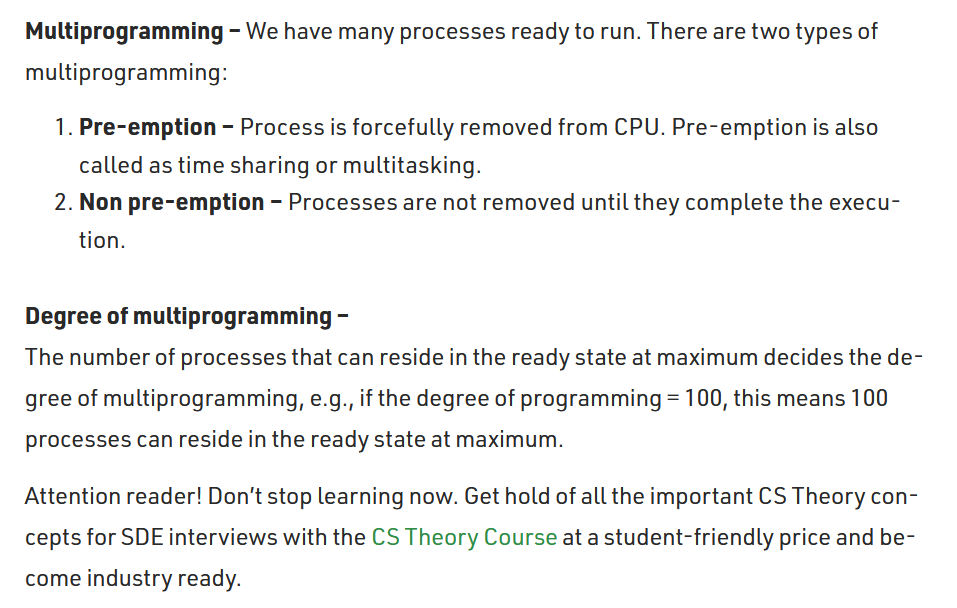 Multiprogramming – We have many processes ready to run. There are two types of
multiprogramming:
1. Pre-emption – Process is forcefully removed from CPU. Pre-emption is also
called as time sharing or multitasking.
2. Non pre-emption – Processes are not removed until they complete the execu-
tion.
Degree of multiprogramming –
The number of processes that can reside in the ready state at maximum decides the de-
gree of multiprogramming, e.g., if the degree of programming = 100, this means 100
processes can reside in the ready state at maximum.
Attention reader! Don’t stop learning now. Get hold of all the important CS Theory con-
cepts for SDE interviews with the CS Theory Course at a student-friendly price and be-
come industry ready.